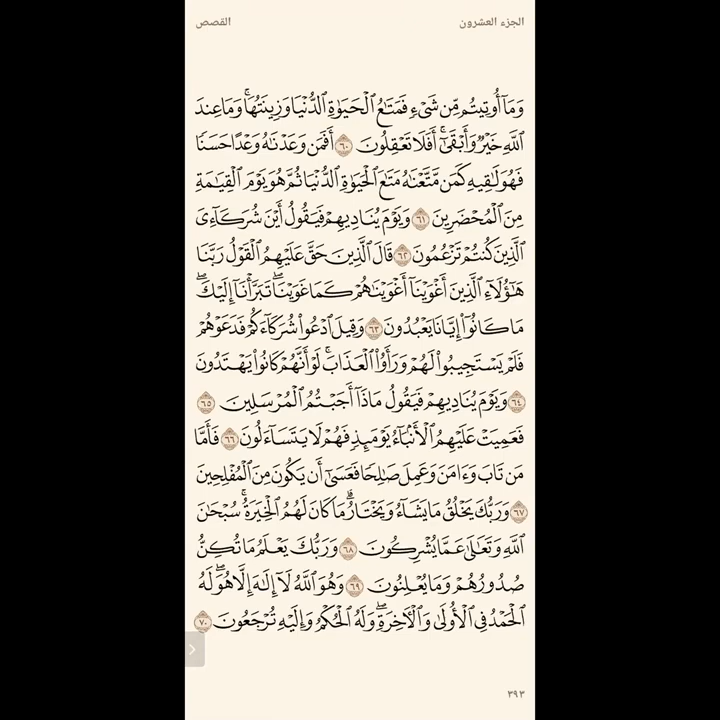 الجزء العشرون
القصص
وَمَآ أُوتِيتُم مِّن شَىْءٍ فَمَتَٰعُ ٱلْحَيَوٰةِ ٱلدُّنْيَا وَزِينَتُهَا ۚ وَمَا عِندَ
ٱللَّهِ خَيْرٌ وَأَبْقَىٰٓ ۚ أَفَلَا تَعْقِلُونَ ٦٠ أَفَمَن وَعَدْنَٰهُ وَعْدًا حَسَنًا
فَهُوَ لَٰقِيهِ كَمَن مَّتَّعْنَٰهُ مَتَٰعَ ٱلْحَيَوٰةِ ٱلدُّنْيَا ثُمَّ هُوَ يَوْمَ ٱلْقِيَٰمَةِ
مِنَ ٱلْمُحْضَرِينَ ٦١ وَيَوْمَ يُنَادِيهِمْ فَيَقُولُ أَيْنَ شُرَكَآءِىَ
ٱلَّذِينَ كُنتُمْ تَزْعُمُونَ ٦٢ قَالَ ٱلَّذِينَ حَقَّ عَلَيْهِمُ ٱلْقَوْلُ رَبَّنَا
هَٰٓؤُلَآءِ ٱلَّذِينَ أَغْوَيْنَآ أَغْوَيْنَٰهُمْ كَمَا غَوَيْنَا ۖ تَبَرَّأْنَآ إِلَيْكَ ۖ
مَا كَانُوٓا۟ إِيَّانَا يَعْبُدُونَ ٦٣ وَقِيلَ ٱدْعُوا۟ شُرَكَآءَكُمْ فَدَعَوْهُمْ
فَلَمْ يَسْتَجِيبُوا۟ لَهُمْ وَرَأَوُا۟ ٱلْعَذَابَ ۚ لَوْ أَنَّهُمْ كَانُوا۟ يَهْتَدُونَ
٦٤ وَيَوْمَ يُنَادِيهِمْ فَيَقُولُ مَاذَآ أَجَبْتُمُ ٱلْمُرْسَلِينَ ٦٥
فَعَمِيَتْ عَلَيْهِمُ ٱلْأَنۢبَآءُ يَوْمَئِذٍ فَهُمْ لَا يَتَسَآءَلُونَ ٦٦ فَأَمَّا
مَن تَابَ وَءَامَنَ وَعَمِلَ صَٰلِحًا فَعَسَىٰٓ أَن يَكُونَ مِنَ ٱلْمُفْلِحِينَ
٦٧ وَرَبُّكَ يَخْلُقُ مَا يَشَآءُ وَيَخْتَارُ ۗ مَا كَانَ لَهُمُ ٱلْخِيَرَةُ ۚ سُبْحَٰنَ
ٱللَّهِ وَتَعَٰلَىٰ عَمَّا يُشْرِكُونَ ٦٨ وَرَبُّكَ يَعْلَمُ مَا تُكِنُّ
صُدُورُهُمْ وَمَا يُعْلِنُونَ ٦٩ وَهُوَ ٱللَّهُ لَآ إِلَٰهَ إِلَّا هُوَ ۖ لَهُ
ٱلْحَمْدُ فِى ٱلْأُولَىٰ وَٱلْءَاخِرَةِ ۖ وَلَهُ ٱلْحُكْمُ وَإِلَيْهِ تُرْجَعُونَ ٧٠
٣٩٣